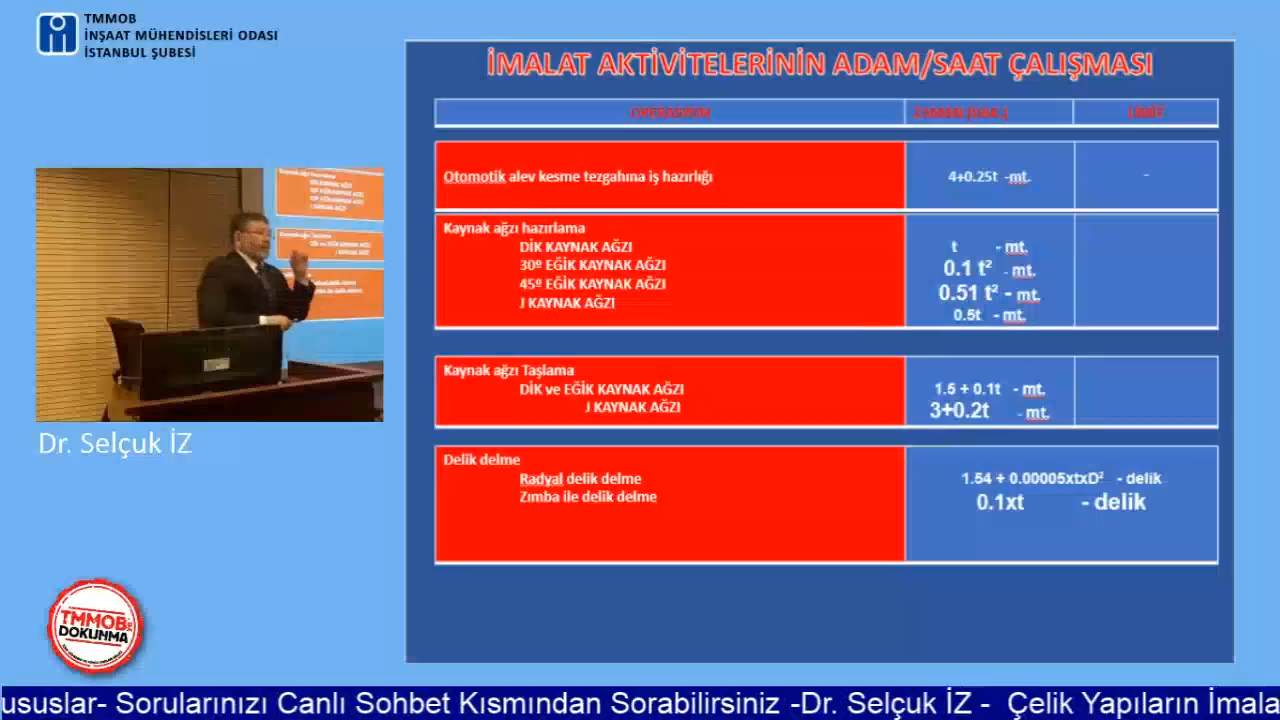 TMMOB
İNŞAAT MÜHENDİSLERİ ODASI
İSTANBUL ŞUBESİ
İMALAT AKTİVİTELERİNİN ADAM/SAAT ÇALIŞMASI
OPERASYON ZAMAN (DAK.) LİMİT
Otomotik alev kesme tezgahına iş hazırlığı 4+0.25t -mt. -
Kaynak ağzı hazırlama
DİK KAYNAK AĞZI t - mt.
30º EĞİK KAYNAK AĞZI 0.1 t² - mt.
45º EĞİK KAYNAK AĞZI 0.51 t² - mt.
J KAYNAK AĞZI 0.5t - mt.
Kaynak ağzı Taşlama
DİK ve EĞİK KAYNAK AĞZI 1.5 + 0.1t - mt.
J KAYNAK AĞZI 3+0.2t - mt.
Delik delme
Radyal delik delme 1.54 + 0.00005xtxD² - delik
Zımba ile delik delme 0.1xt - delik
Dr. Selçuk İZ
TMMOB'ye
DOKUNMA
ususlar- Sorularınızı Canlı Sohbet Kısmından Sorabilirsiniz -Dr. Selçuk İZ - Çelik Yapıların İmala